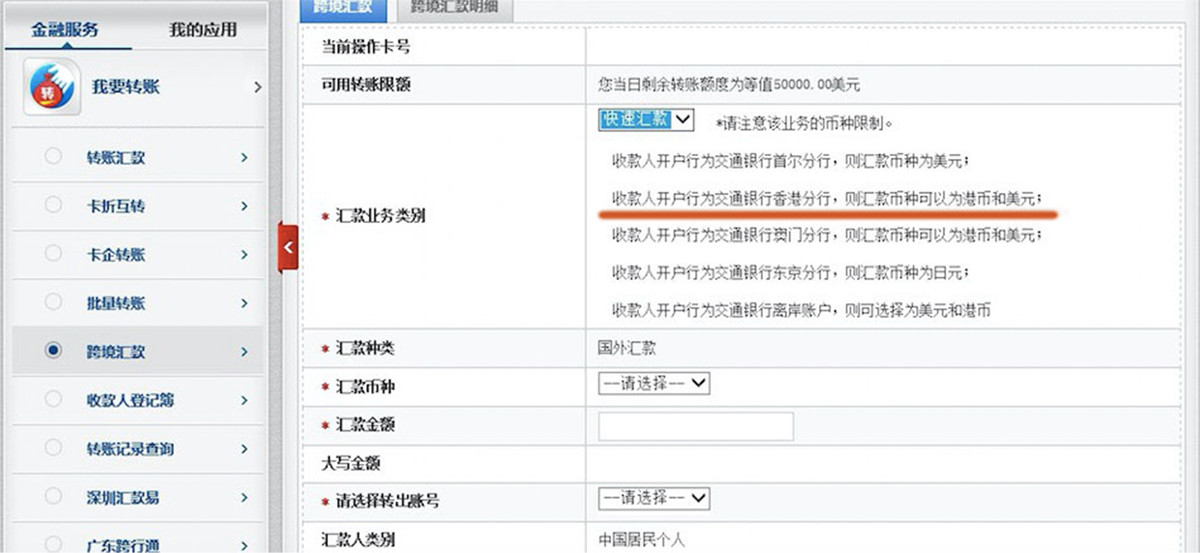 金融服务
我的应用
转
我要转账
转账汇款
卡折互转
卡企转账
批量转账
跨境汇款
收款人登记簿
转账记录查询
深圳汇款易
广东跨行通
跨境汇款
跨境汇款明细
当前操作卡号
可用转账限额
您当日剩余转账额度为等值50000.00美元
* 汇款业务类别
快速汇款
*请注意该业务的币种限制。
收款人开户行为交通银行首尔分行，则汇款币种为美元；
收款人开户行为交通银行香港分行，则汇款币种可以为港币和美元；
收款人开户行为交通银行澳门分行，则汇款币种可以为港币和美元；
收款人开户行为交通银行东京分行，则汇款币种为日元；
收款人开户行为交通银行离岸账户，则可选择为美元和港币
* 汇款种类
国外汇款
* 汇款币种
--请选择--
* 汇款金额
大写金额
* 请选择转出账号
--请选择--
汇款人类别
中国居民个人